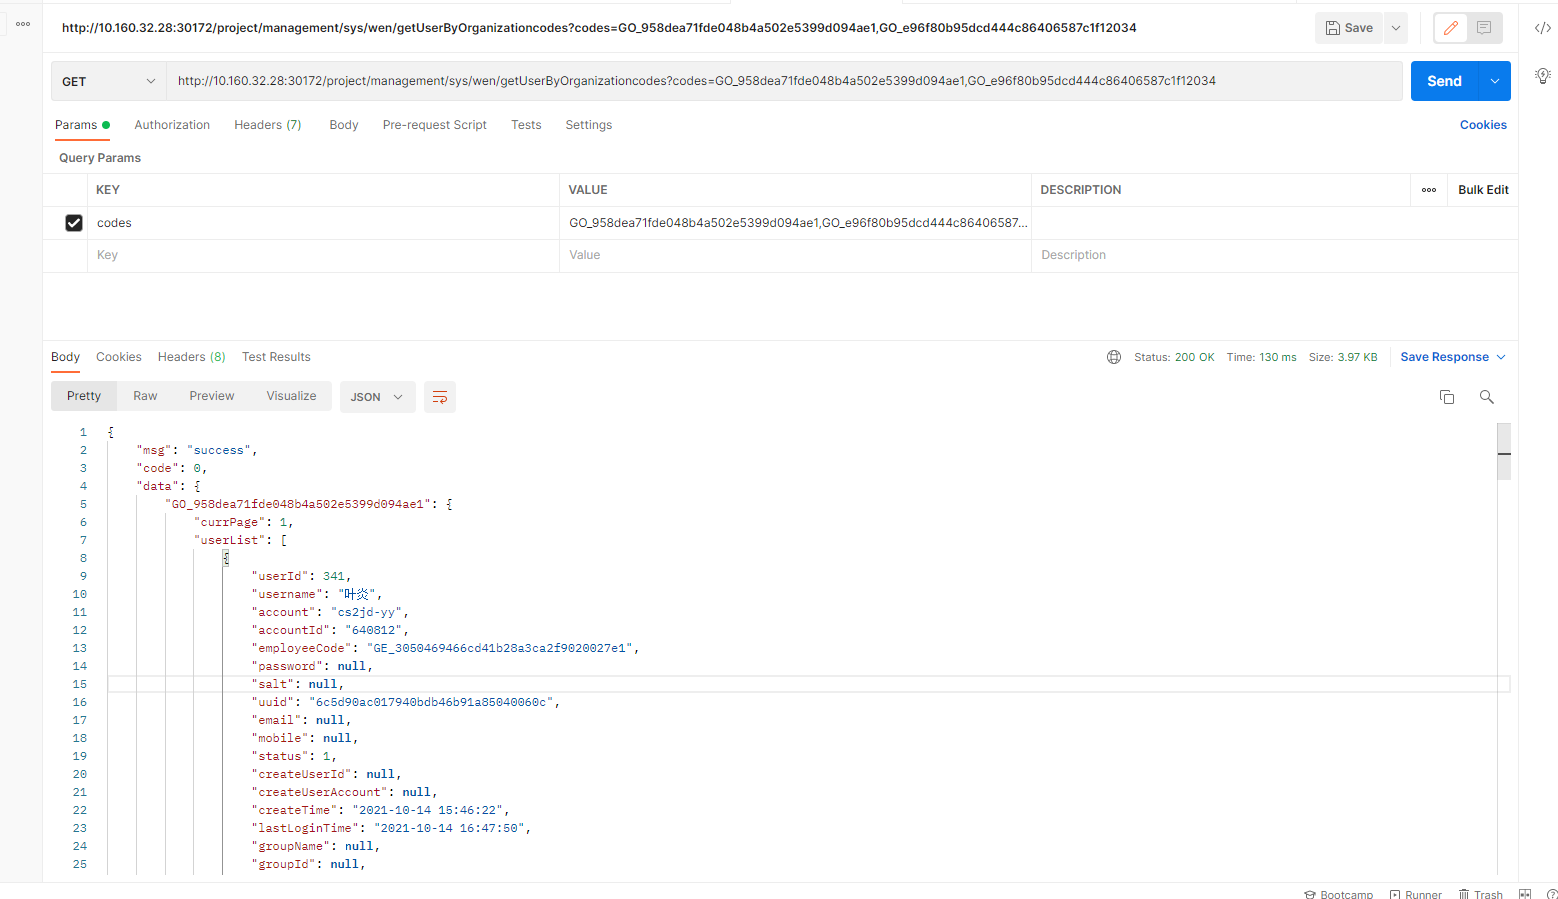 http://10.160.32.28:30172/project/management/sys/wen/getUserByOrganizationcodes?codes=GO_958dea71fde048b4a502e5399d094ae1,GO_e96f80b95dcd444c86406587c1f12034
Save
GET
http://10.160.32.28:30172/project/management/sys/wen/getUserByOrganizationcodes?codes=GO_958dea71fde048b4a502e5399d094ae1,GO_e96f80b95dcd444c86406587c1f12034
Send
Params Authorization Headers (7) Body Pre-request Script Tests Settings Cookies
Query Params
KEY VALUE DESCRIPTION Bulk Edit
codes GO_958dea71fde048b4a502e5399d094ae1,GO_e96f80b95dcd444c86406587...
Key Value Description
Body Cookies Headers (8) Test Results Status: 200 OK Time: 130 ms Size: 3.97 KB Save Response
Pretty Raw Preview Visualize JSON
1 {
2 "msg": "success",
3 "code": 0,
4 "data": {
5 "GO_958dea71fde048b4a502e5399d094ae1": {
6 "currPage": 1,
7 "userList": [
8 {
9 "userId": 341,
10 "username": "叶炎",
11 "account": "cs2jd-yy",
12 "accountId": "640812",
13 "employeeCode": "GE_3050469466cd41b28a3ca2f9020027e1",
14 "password": null,
15 "salt": null,
16 "uuid": "6c5d90ac017940bdb46b91a85040060c",
17 "email": null,
18 "mobile": null,
19 "status": 1,
20 "createUserId": null,
21 "createUserAccount": null,
22 "createTime": "2021-10-14 15:46:22",
23 "lastLoginTime": "2021-10-14 16:47:50",
24 "groupName": null,
25 "groupId": null,
Bootcamp Runner Trash